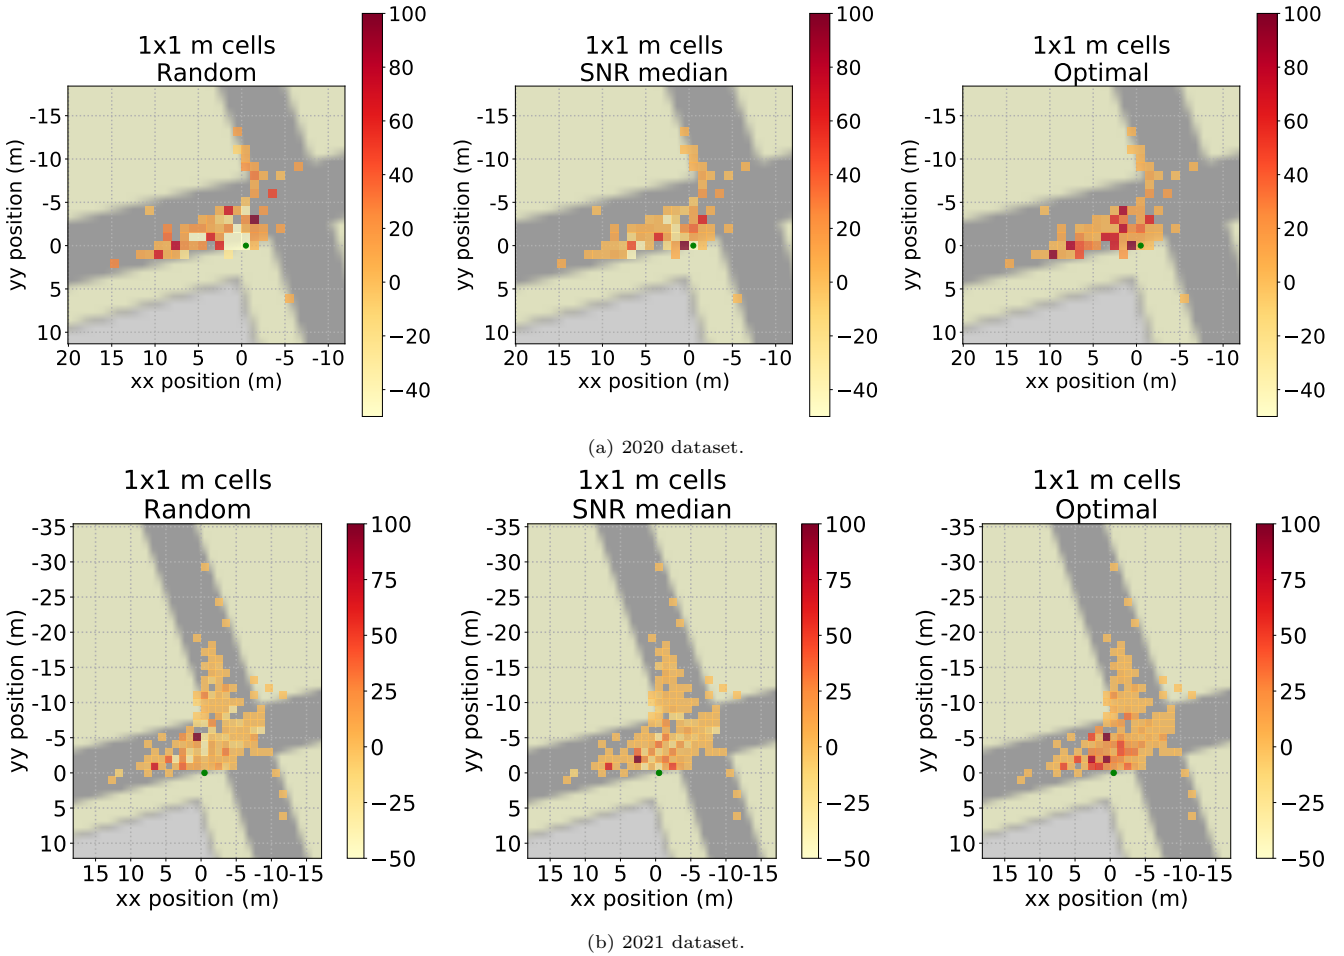 1x1 m cells
Random
-15
-10
-5
0
5
10
20 15 10 5 0 -5 -10
xx position (m)
yy position (m)
100
80
60
40
20
0
−20
−40
1x1 m cells
SNR median
-15
-10
-5
0
5
10
20 15 10 5 0 -5 -10
xx position (m)
yy position (m)
100
80
60
40
20
0
−20
−40
1x1 m cells
Optimal
-15
-10
-5
0
5
10
20 15 10 5 0 -5 -10
xx position (m)
yy position (m)
100
80
60
40
20
0
−20
−40
(a) 2020 dataset.
1x1 m cells
Random
-35
-30
-25
-20
-15
-10
-5
0
5
10
15 10 5 0 -5 -10 -15
xx position (m)
yy position (m)
100
75
50
25
0
−25
−50
1x1 m cells
SNR median
-35
-30
-25
-20
-15
-10
-5
0
5
10
15 10 5 0 -5 -10 -15
xx position (m)
yy position (m)
100
75
50
25
0
−25
−50
1x1 m cells
Optimal
-35
-30
-25
-20
-15
-10
-5
0
5
10
15 10 5 0 -5 -10 -15
xx position (m)
yy position (m)
100
75
50
25
0
−25
−50
(b) 2021 dataset.